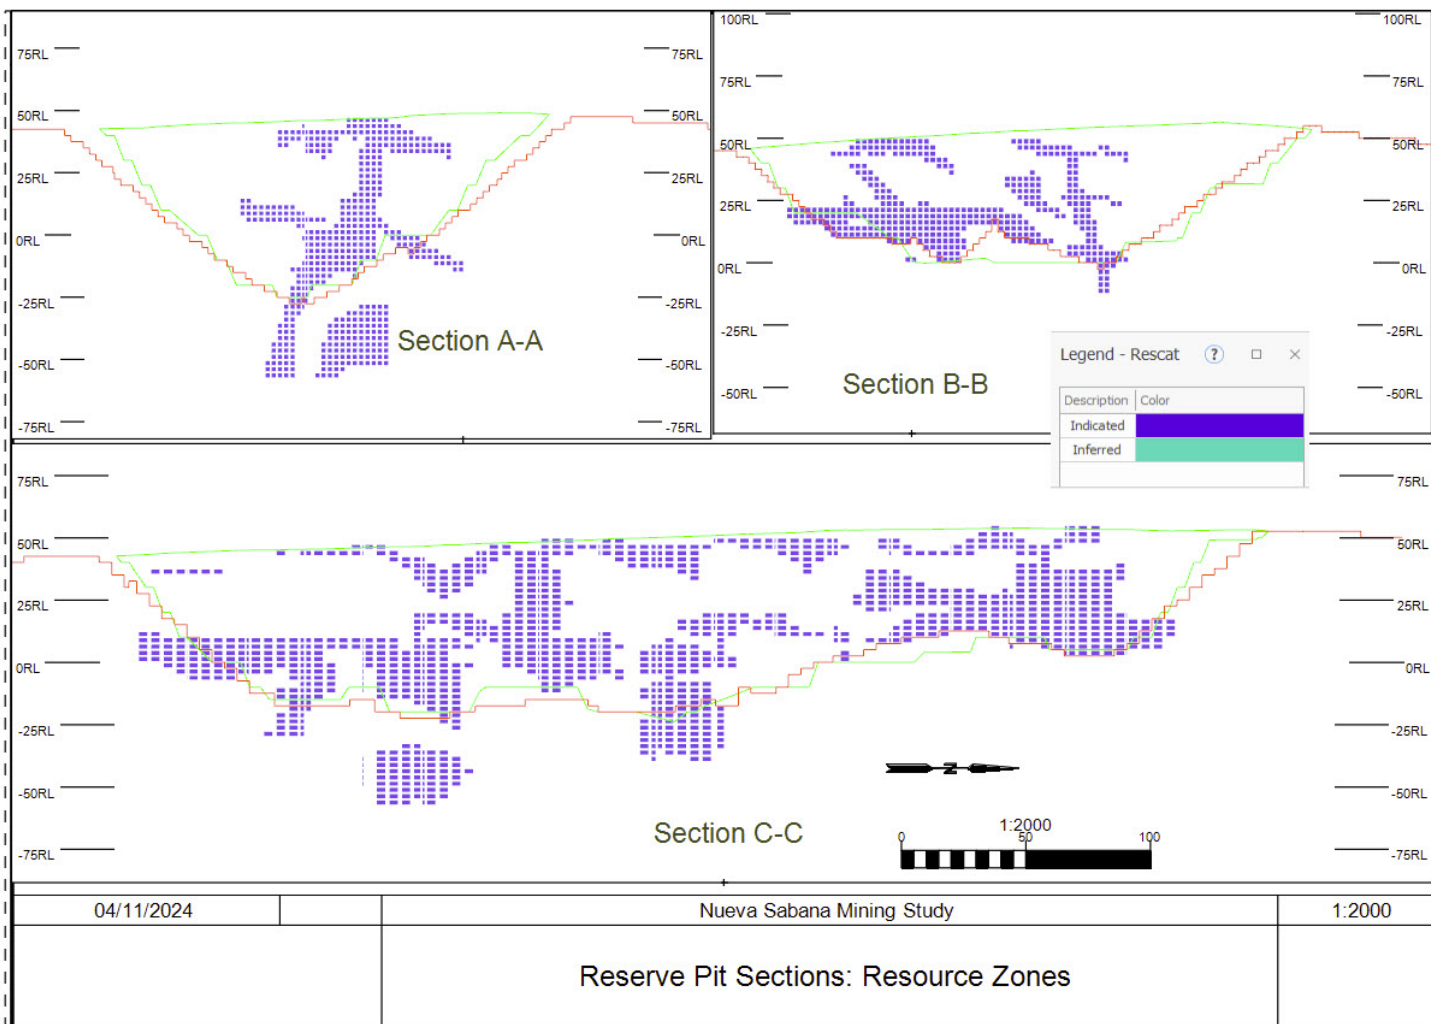 100RL 100RL
75RL 75RL 75RL 75RL
50RL 50RL 50RL 50RL
25RL 25RL 25RL 25RL
0RL 0RL 0RL 0RL
-25RL -25RL -25RL -25RL
-50RL -50RL -50RL -50RL
-75RL -75RL
Section A-A
Section B-B
Legend - Rescat ?
Description Color
Indicated
Inferred
75RL 75RL
50RL 50RL
25RL 25RL
0RL 0RL
-25RL -25RL
-50RL -50RL
-75RL -75RL
N
Section C-C
1:2000
0 50 100
04/11/2024 Nueva Sabana Mining Study 1:2000
Reserve Pit Sections: Resource Zones